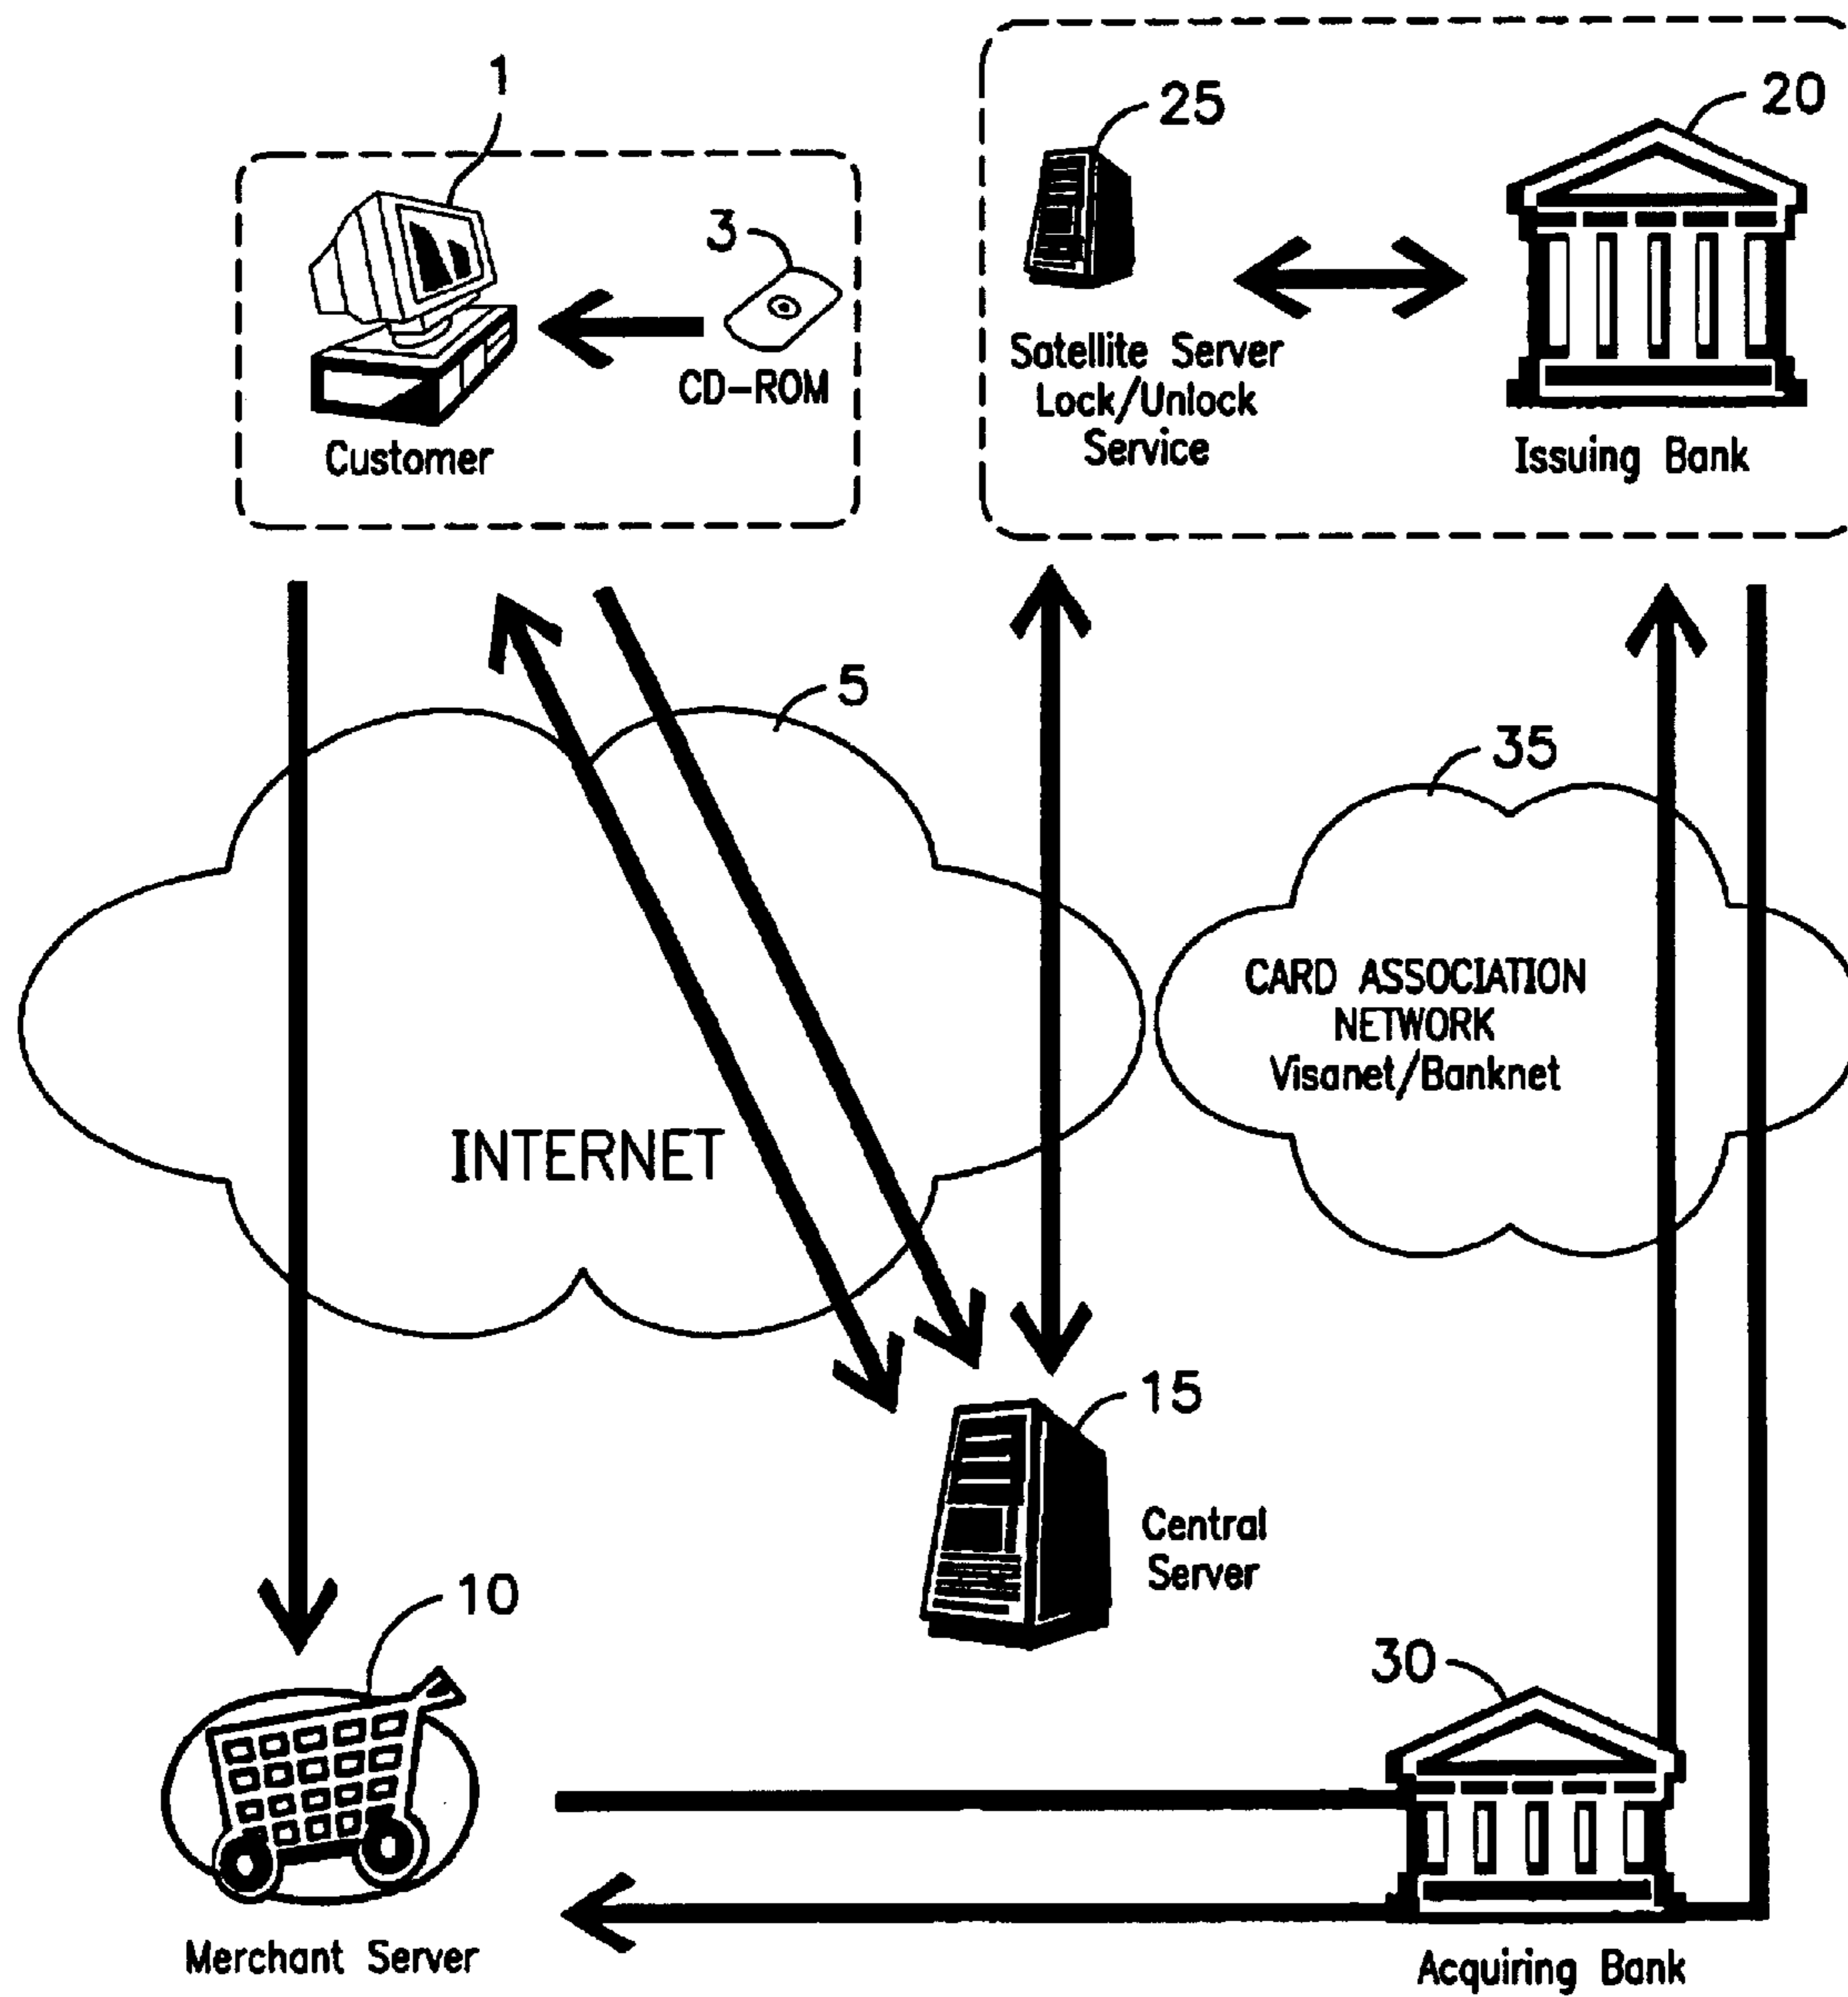 1
25
20
3
CD-ROM
Customer
Satellite Server
Lock/Unlock
Service
Issuing Bank
5
35
CARD ASSOCIATION
NETWORK
Visanet/Banknet
INTERNET
15
Central
Server
10
30
Merchant Server
Acquiring Bank